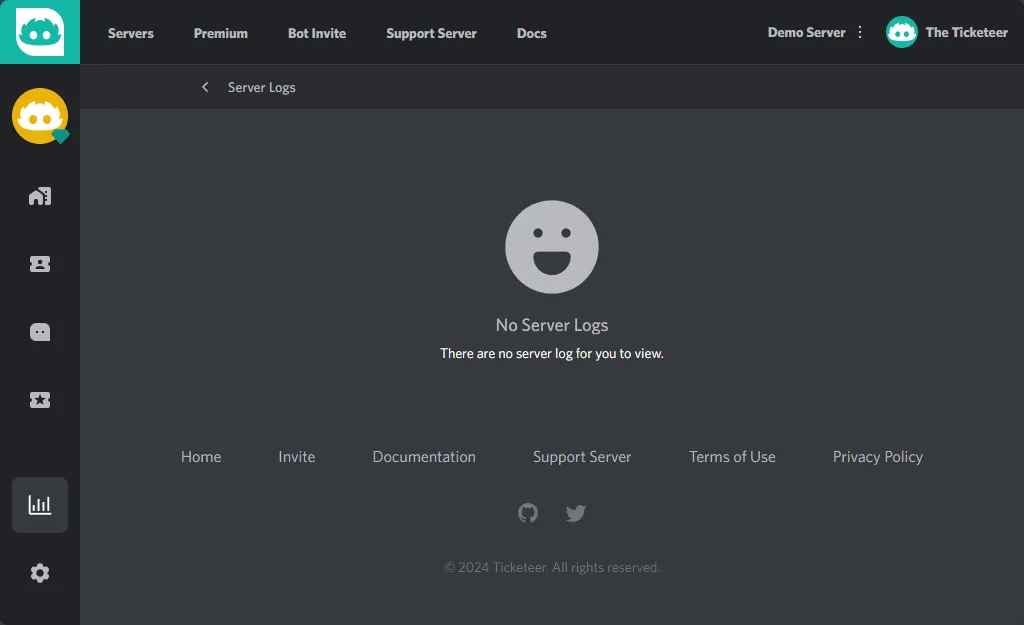 Servers Premium Bot Invite Support Server Docs Demo Server The Ticketeer
Server Logs
No Server Logs
There are no server log for you to view.
Home Invite Documentation Support Server Terms of Use Privacy Policy
© 2024 Ticketeer. All rights reserved.